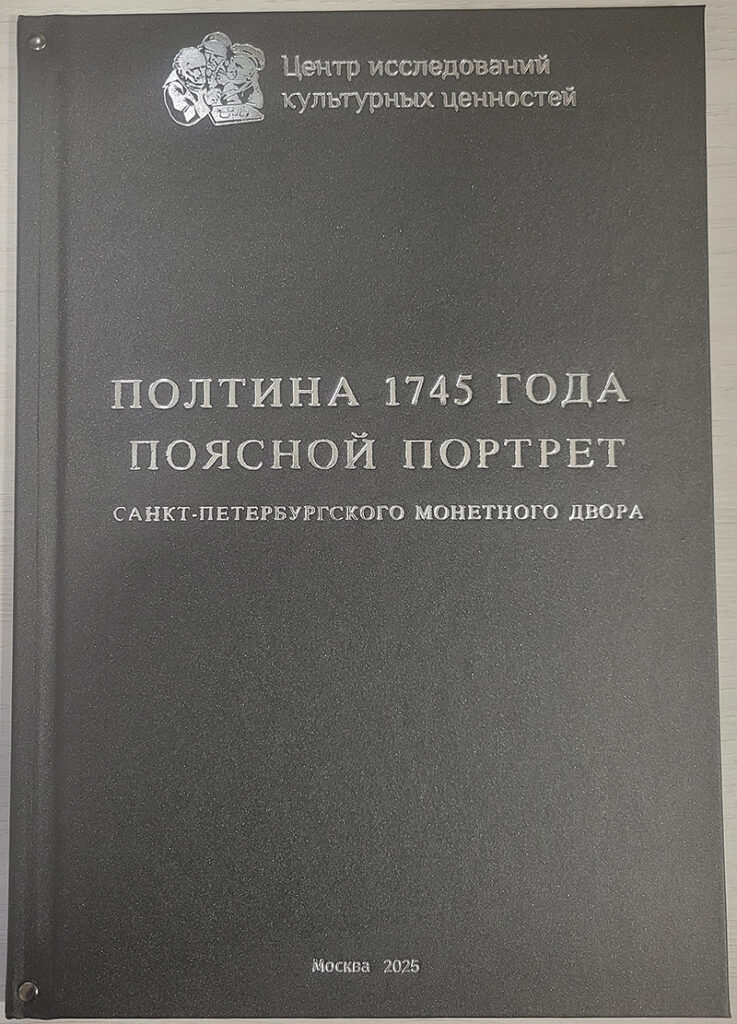 Центр исследований
культурных ценностей
ПОЛТИНА 1745 ГОДА
ПОЯСНОЙ ПОРТРЕТ
САНКТ-ПЕТЕРБУРГСКОГО МОНЕТНОГО ДВОРА
Москва 2025